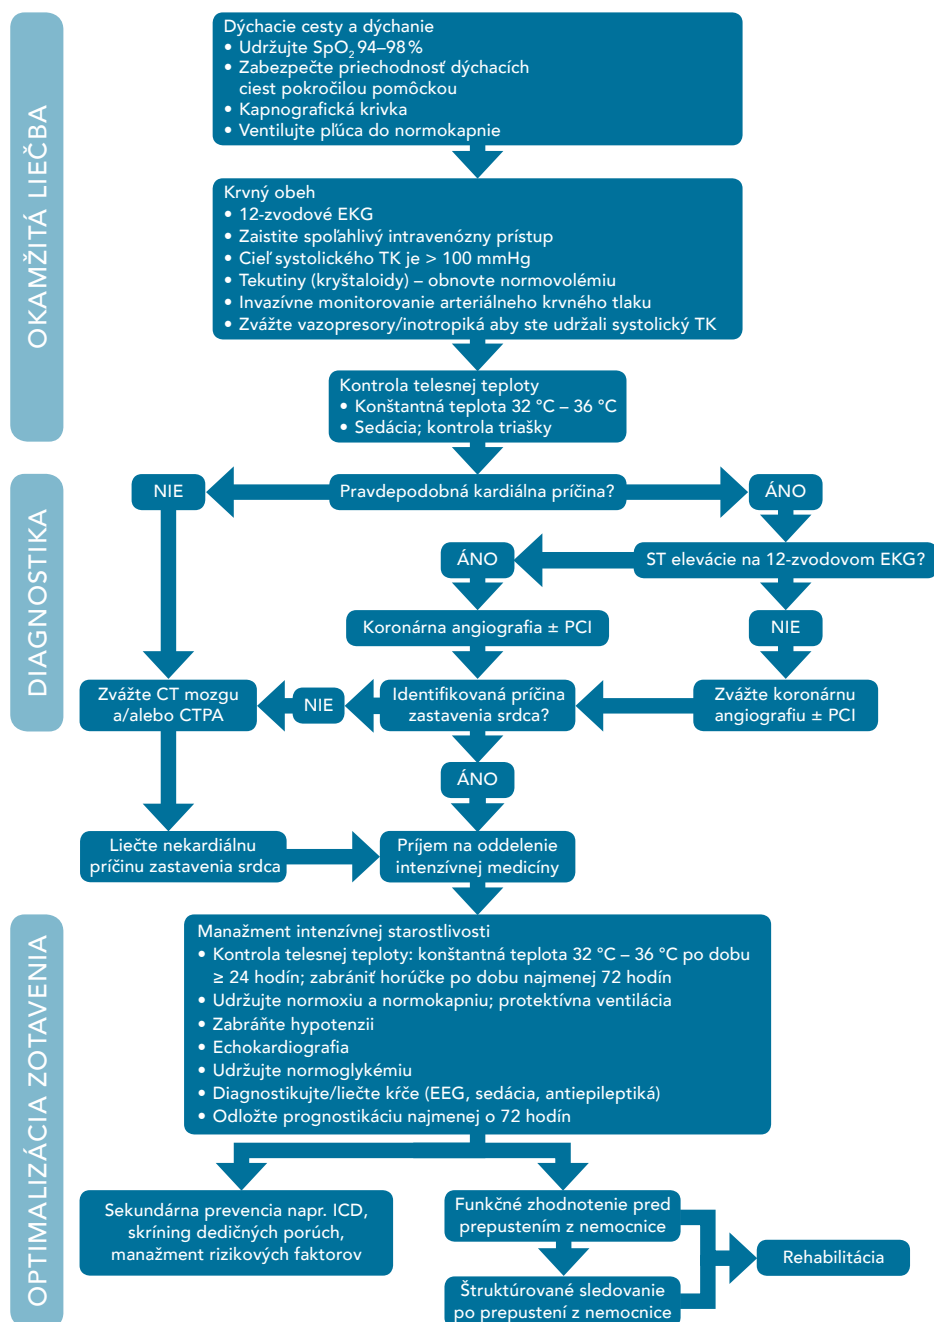 OKAMŽITÁ LIEČBA
Dýchacie cesty a dýchanie
• Udržujte SpO2 94–98 %
• Zabezpečte priechodnosť dýchacích
ciest pokročilou pomôckou
• Kapnografická krivka
• Ventilujte pľúca do normokapnie
Krvný obeh
• 12-zvodové EKG
• Zaistite spoľahlivý intravenózny prístup
• Cieľ systolického TK je > 100 mmHg
• Tekutiny (kryštaloidy) – obnovte normovolémiu
• Invazívne monitorovanie arteriálneho krvného tlaku
• Zvážte vazopresory/inotropiká aby ste udržali systolický TK
Kontrola telesnej teploty
• Konštantná teplota 32 °C – 36 °C
• Sedácia; kontrola triašky
DIAGNOSTIKA
NIE
Pravdepodobná kardiálna príčina?
ÁNO
ÁNO
ST elevácie na 12-zvodovom EKG?
Koronárna angiografia ± PCI
NIE
Zvážte CT mozgu
a/alebo CTPA
NIE
Identifikovaná príčina
zastavenia srdca?
Zvážte koronárnu
angiografiu ± PCI
ÁNO
Liečte nekardiálnu
príčinu zastavenia srdca
Príjem na oddelenie
intenzívnej medicíny
OPTIMALIZÁCIA ZOTAVENIA
Manažment intenzívnej starostlivosti
• Kontrola telesnej teploty: konštantná teplota 32 °C – 36 °C po dobu
≥ 24 hodín; zabrániť horúčke po dobu najmenej 72 hodín
• Udržujte normoxiu a normokapniu; protektívna ventilácia
• Zabráňte hypotenzii
• Echokardiografia
• Udržujte normoglykémiu
• Diagnostikujte/liečte kŕče (EEG, sedácia, antiepileptiká)
• Odložte prognostikáciu najmenej o 72 hodín
Sekundárna prevencia napr. ICD,
skríning dedičných porúch,
manažment rizikových faktorov
Funkčné zhodnotenie pred
prepustením z nemocnice
Rehabilitácia
Štruktúrované sledovanie
po prepustení z nemocnice